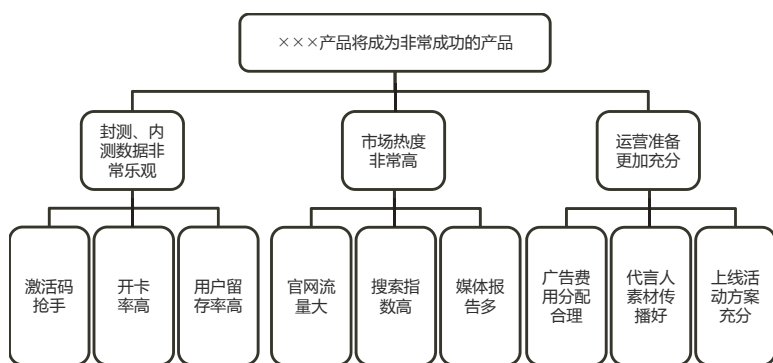 ×××产品将成为非常成功的产品
封测、内
测数据非
常乐观
市场热度
非常高
运营准备
更加充分
激活码
抢手
开卡
率高
用户留
存率高
官网流
量大
搜索指
数高
媒体报
告多
广告费
用分配
合理
代言人
素材传
播好
上线活
动方案
充分